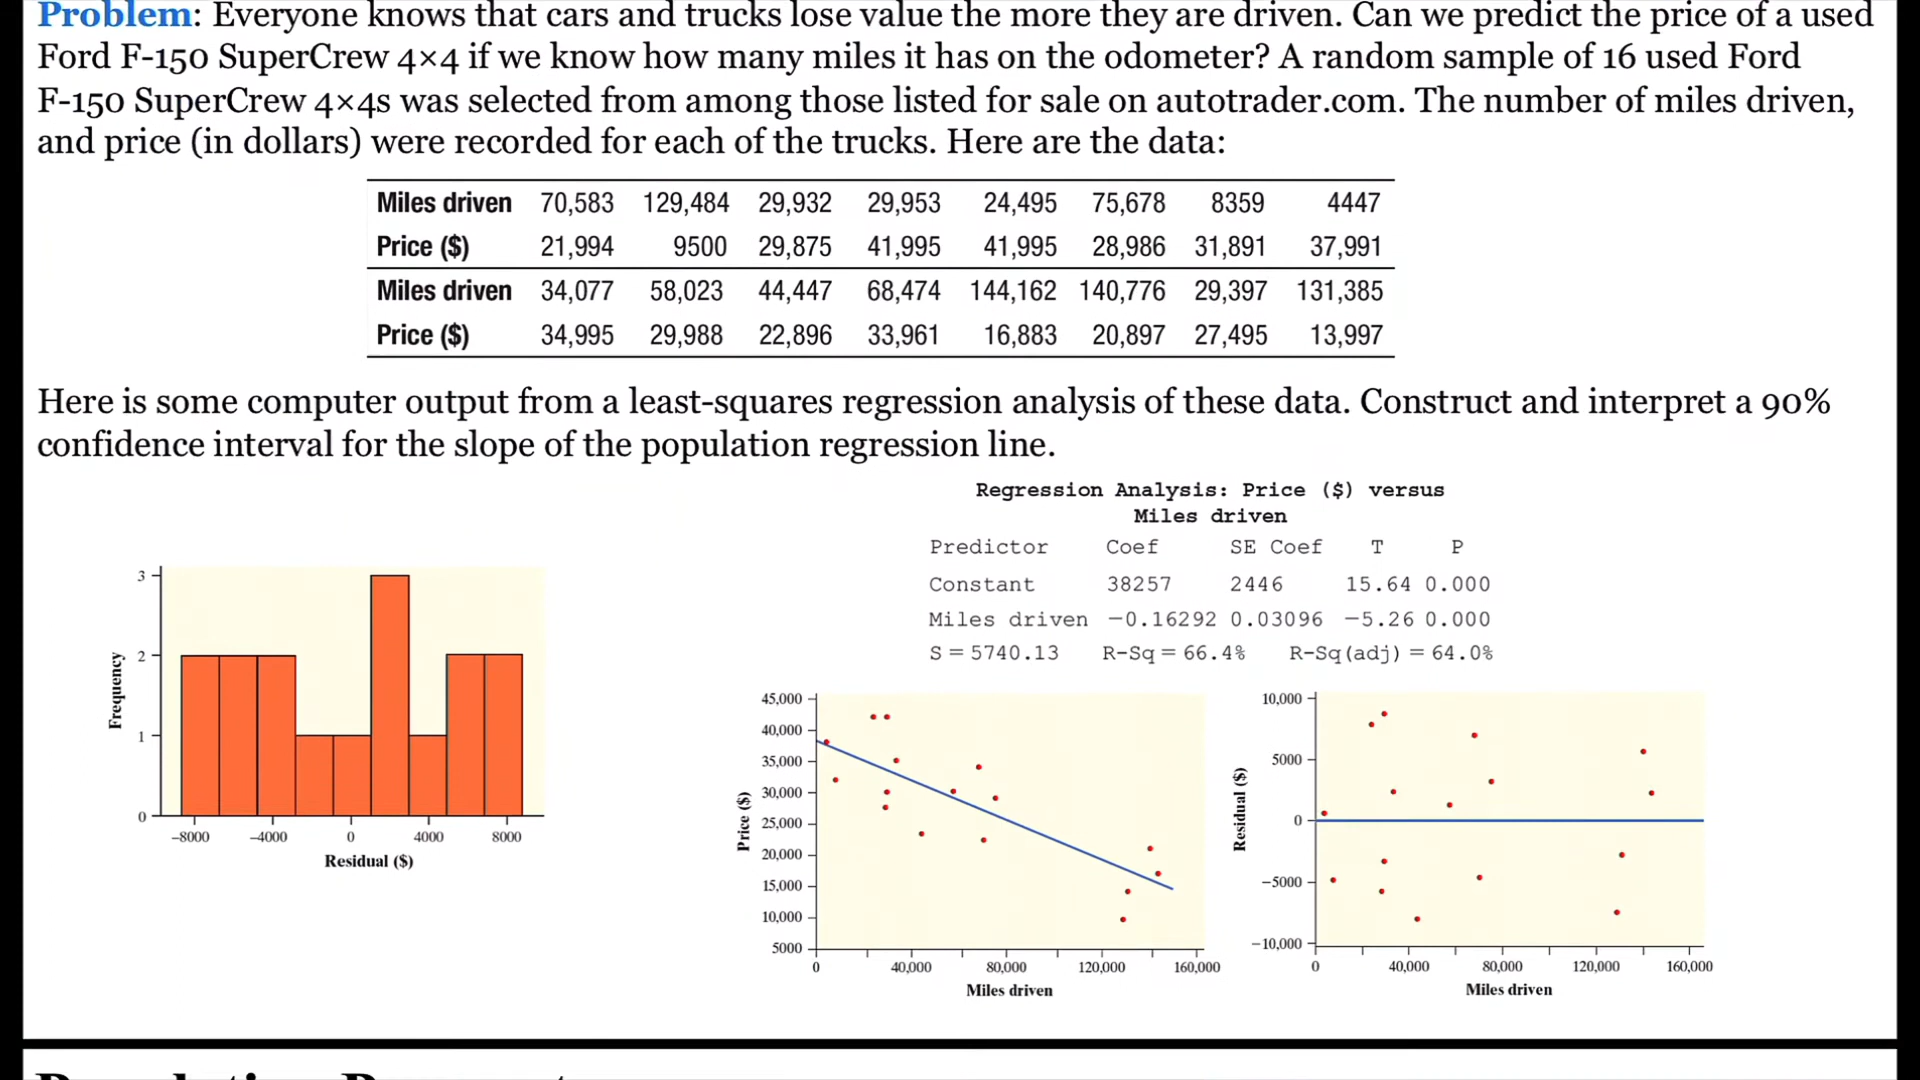 Problem: Everyone knows that cars and trucks lose value the more they are driven. Can we predict the price of a used
Ford F-150 SuperCrew 4×4 if we know how many miles it has on the odometer? A random sample of 16 used Ford
F-150 SuperCrew 4×4s was selected from among those listed for sale on autotrader.com. The number of miles driven,
and price (in dollars) were recorded for each of the trucks. Here are the data:
Miles driven 70,583 129,484 29,932 29,953 24,495 75,678 8359 4447
Price ($) 21,994 9500 29,875 41,995 41,995 28,986 31,891 37,991
Miles driven 34,077 58,023 44,447 68,474 144,162 140,776 29,397 131,385
Price ($) 34,995 29,988 22,896 33,961 16,883 20,897 27,495 13,997
Here is some computer output from a least-squares regression analysis of these data. Construct and interpret a 90%
confidence interval for the slope of the population regression line.
Regression Analysis: Price ($) versus
Miles driven
Predictor Coef SE Coef T P
Constant 38257 2446 15.64 0.000
Miles driven −0.16292 0.03096 −5.26 0.000
S = 5740.13 R-Sq = 66.4% R-Sq(adj) = 64.0%
3
2
1
0
Frequency
−8000 −4000 0 4000 8000
Residual ($)
45,000
40,000
35,000
30,000
25,000
20,000
15,000
10,000
5000
Price ($)
0 40,000 80,000 120,000 160,000
Miles driven
10,000
5000
0
−5000
−10,000
Residual ($)
0 40,000 80,000 120,000 160,000
Miles driven